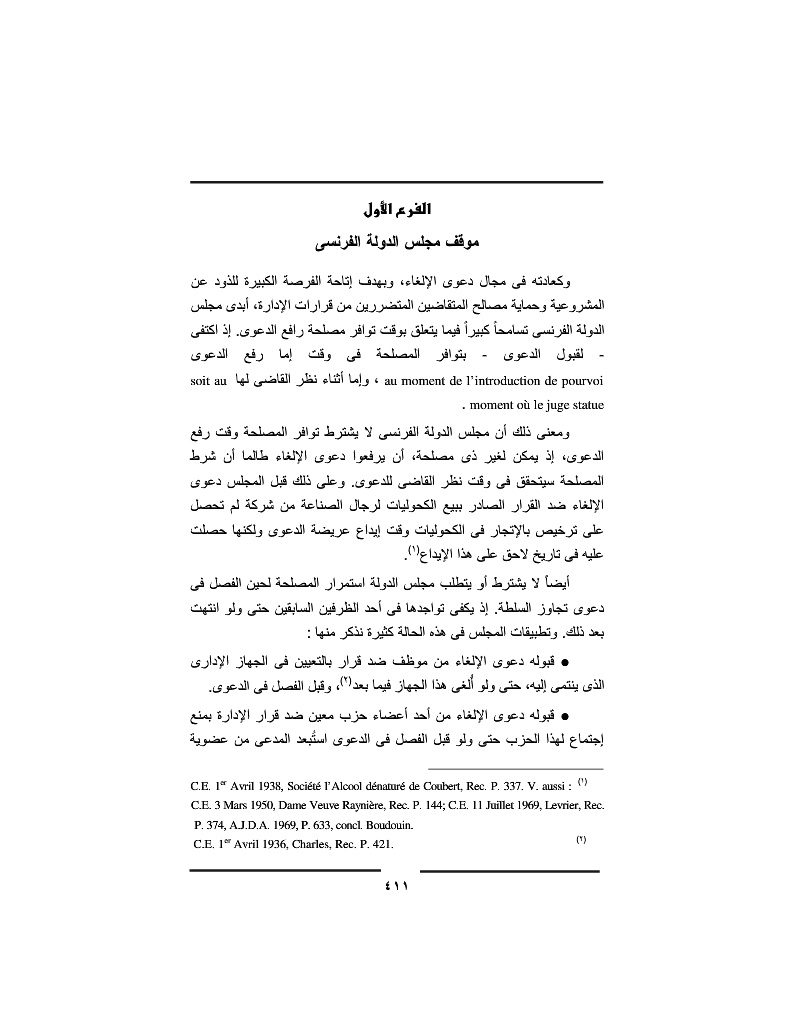 الفرع الأول
موقف مجلس الدولة الفرنسى
وكعادته فى مجال دعوى الإلغاء، وبهدف إتاحة الفرصة الكبيرة للذود عن
المشروعية وحماية مصالح المتقاضين المتضررين من قرارات الإدارة، أبدى مجلس
الدولة الفرنسى تسامحاً كبيراً فيما يتعلق بوقت توافر مصلحة رافع الدعوى. إذ اكتفى
- لقبول الدعوى - بتوافر المصلحة فى وقت إما رفع الدعوى
au moment de l’introduction de pourvoi ، وإما أثناء نظر القاضى لها soit au
moment où le juge statue .
ومعنى ذلك أن مجلس الدولة الفرنسى لا يشترط توافر المصلحة وقت رفع
الدعوى، إذ يمكن لغير ذى مصلحة، أن يرفعوا دعوى الإلغاء طالما أن شرط
المصلحة سيتحقق فى وقت نظر القاضى للدعوى. وعلى ذلك قبل المجلس دعوى
الإلغاء ضد القرار الصادر ببيع الكحوليات لرجال الصناعة من شركة لم تحصل
على ترخيص بالإتجار فى الكحوليات وقت إيداع عريضة الدعوى ولكنها حصلت
عليه فى تاريخ لاحق على هذا الإيداع(١).
أيضاً لا يشترط أو يتطلب مجلس الدولة استمرار المصلحة لحين الفصل فى
دعوى تجاوز السلطة. إذ يكفى تواجدها فى أحد الظرفين السابقين حتى ولو انتهت
بعد ذلك. وتطبيقات المجلس فى هذه الحالة كثيرة نذكر منها :
● قبوله دعوى الإلغاء من موظف ضد قرار بالتعيين فى الجهاز الإدارى
الذى ينتمى إليه، حتى ولو أُلغى هذا الجهاز فيما بعد(٢)، وقبل الفصل فى الدعوى.
● قبوله دعوى الإلغاء من أحد أعضاء حزب معين ضد قرار الإدارة بمنع
إجتماع لهذا الحزب حتى ولو قبل الفصل فى الدعوى استُبعد المدعى من عضوية
C.E. 1er Avril 1938, Société l’Alcool dénaturé de Coubert, Rec. P. 337. V. aussi : (١)
C.E. 3 Mars 1950, Dame Veuve Raynière, Rec. P. 144; C.E. 11 Juillet 1969, Levrier, Rec.
P. 374, A.J.D.A. 1969, P. 633, concl. Boudouin.
C.E. 1er Avril 1936, Charles, Rec. P. 421. (٢)
٤١١